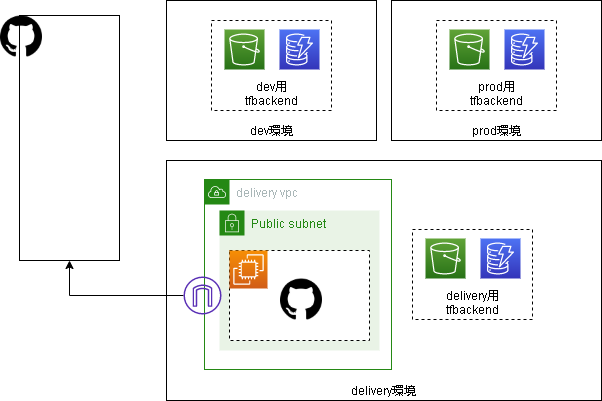 dev用
tfbackend
dev環境
prod用
tfbackend
prod環境
delivery vpc
Public subnet
delivery用
tfbackend
delivery環境